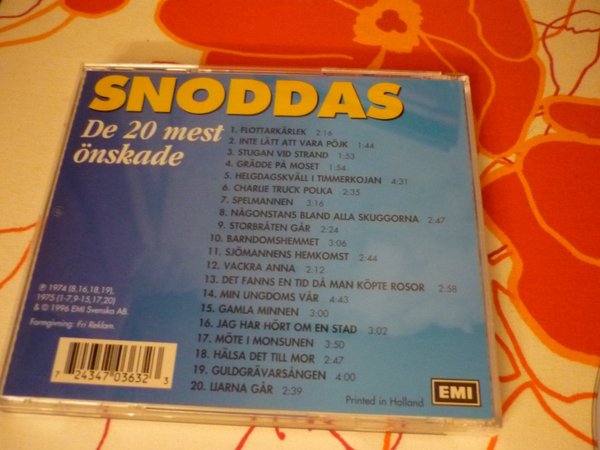 SNODDAS
De 20 mest
önskade
1. FLOTTARKÄRLEK 2:16
2. INTE LÄTT ATT VARA PÖJK 1:44
3. STUGAN VID STRAND 1:53
4. GRÄDDE PÅ MOSET 1:54
5. HELGDAGSKVÄLL I TIMMERKOJAN 4:31
6. CHARLIE TRUCK POLKA 2:35
7. SPELMANNEN 3:16
8. NÅGONSTANS BLAND ALLA SKUGGORNA 2:47
9. STORBRÅTEN GÅR 2:24
10. BARNDOMSHEMMET 3:06
11. SJÖMANNENS HEMKOMST 2:44
12. VACKRA ANNA 2:12
13. DET FANNS EN TID DÅ MAN KÖPTE ROSOR 2:58
14. MIN UNGDOMS VÅR 4:43
15. GAMLA MINNEN 3:00
16. JAG HAR HÖRT OM EN STAD 3:02
17. MÖTE I MONSUNEN 3:50
18. HÄLSA DET TILL MOR 2:47
19. GULDGRÄVARSÅNGEN 4:00
20. LIARNA GÅR 2:39
℗ 1974 (8,16,18,19),
1975 (1-7,9-15,17,20)
& © 1996 EMI Svenska AB.
Formgivning: Fri Reklam.
7 24347 03632 3
Printed in Holland
EMI